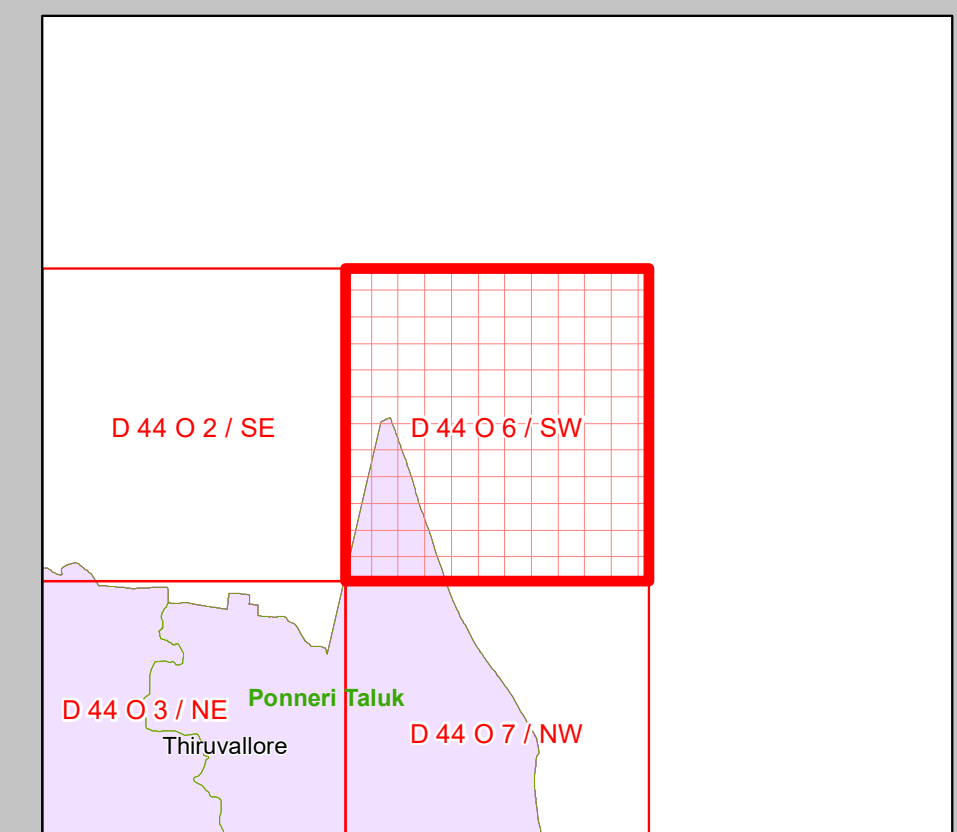 D 44 O 2 / SE
D 44 O 6 / SW
Ponneri Taluk
D 44 O 3 / NE
D 44 O 7 / NW
Thiruvallore